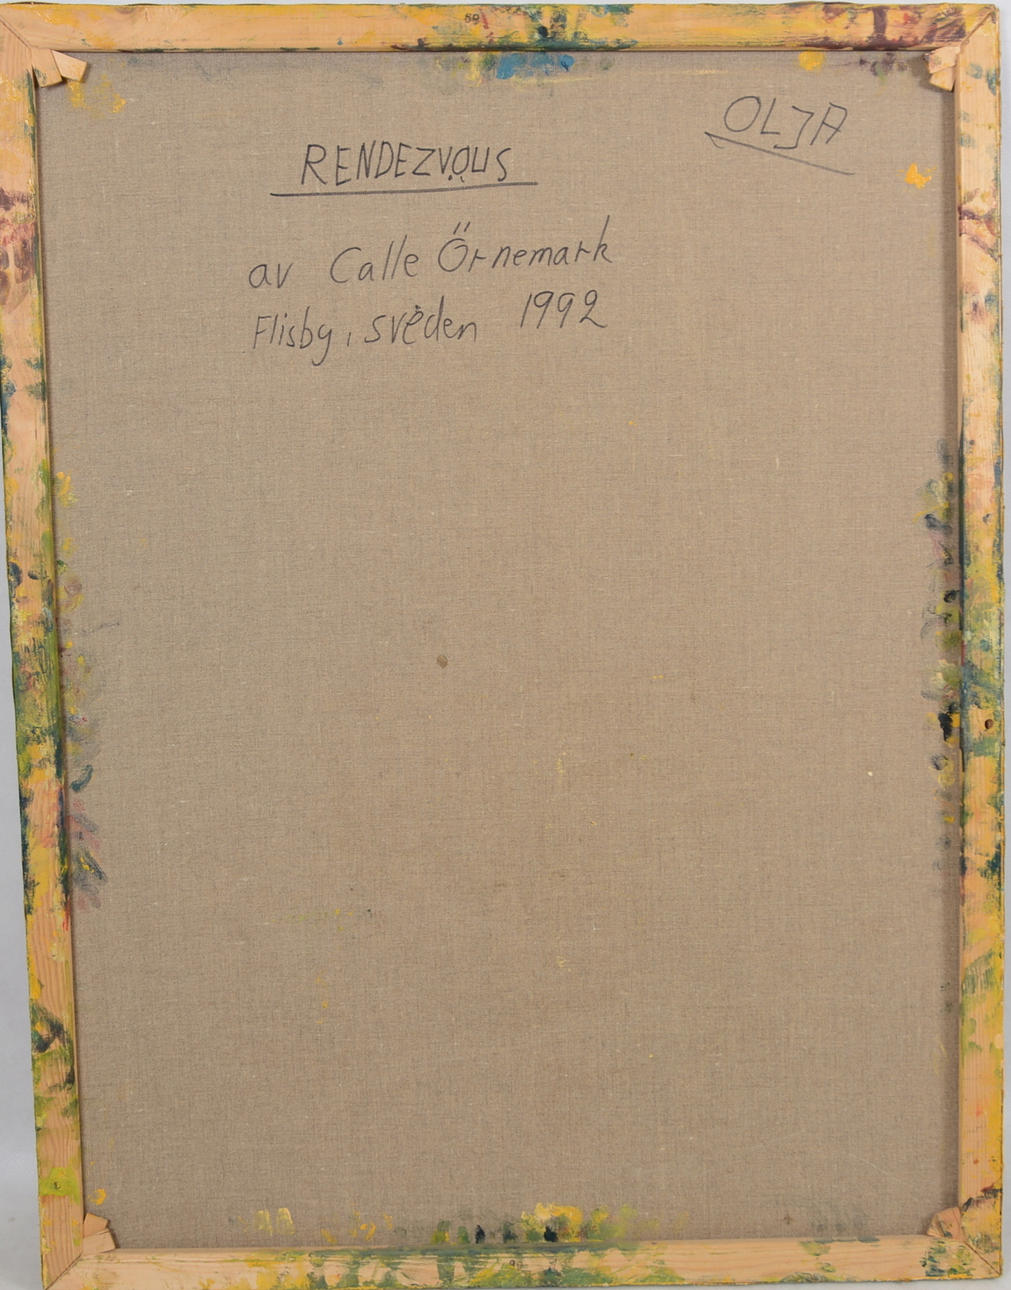 OLJA
RENDEZVOUS
av Calle Örnemark
Flisby, sveden 1992